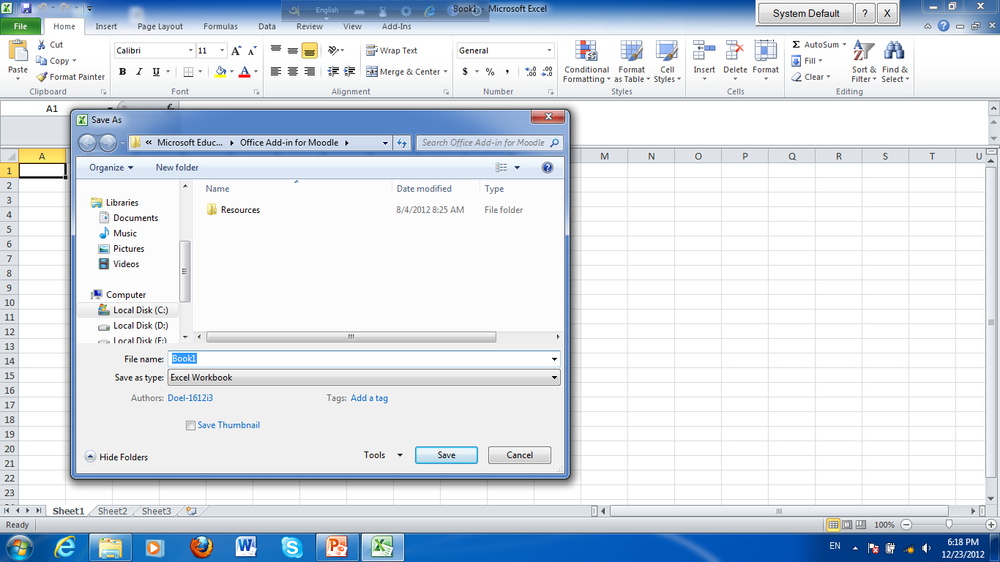 English
Book1 - Microsoft Excel
System Default ? X
File Home Insert Page Layout Formulas Data Review View Add-Ins
Paste
Cut
Copy
Format Painter
Clipboard
Calibri 11
B I U
Font
Wrap Text
Merge & Center
Alignment
General
$ % ,
Number
Conditional Formatting
Format as Table
Cell Styles
Styles
Insert Delete Format
Cells
AutoSum
Fill
Clear
Sort & Filter
Find & Select
Editing
A1
Save As
« Microsoft Educ... Office Add-in for Moodle
Search Office Add-in for Moodle
Organize New folder
Libraries
Documents
Music
Pictures
Videos
Computer
Local Disk (C:)
Local Disk (D:)
Name Date modified Type
Resources 8/4/2012 8:25 AM File folder
File name: Book1
Save as type: Excel Workbook
Authors: Doel-1612i3 Tags: Add a tag
Save Thumbnail
Hide Folders Tools Save Cancel
A M N O P Q R S T U
1
2
3
4
5
6
7
8
9
10
11
12
13
14
15
16
17
18
19
20
21
22
23
Sheet1 Sheet2 Sheet3
Ready 100%
EN 6:18 PM
12/23/2012